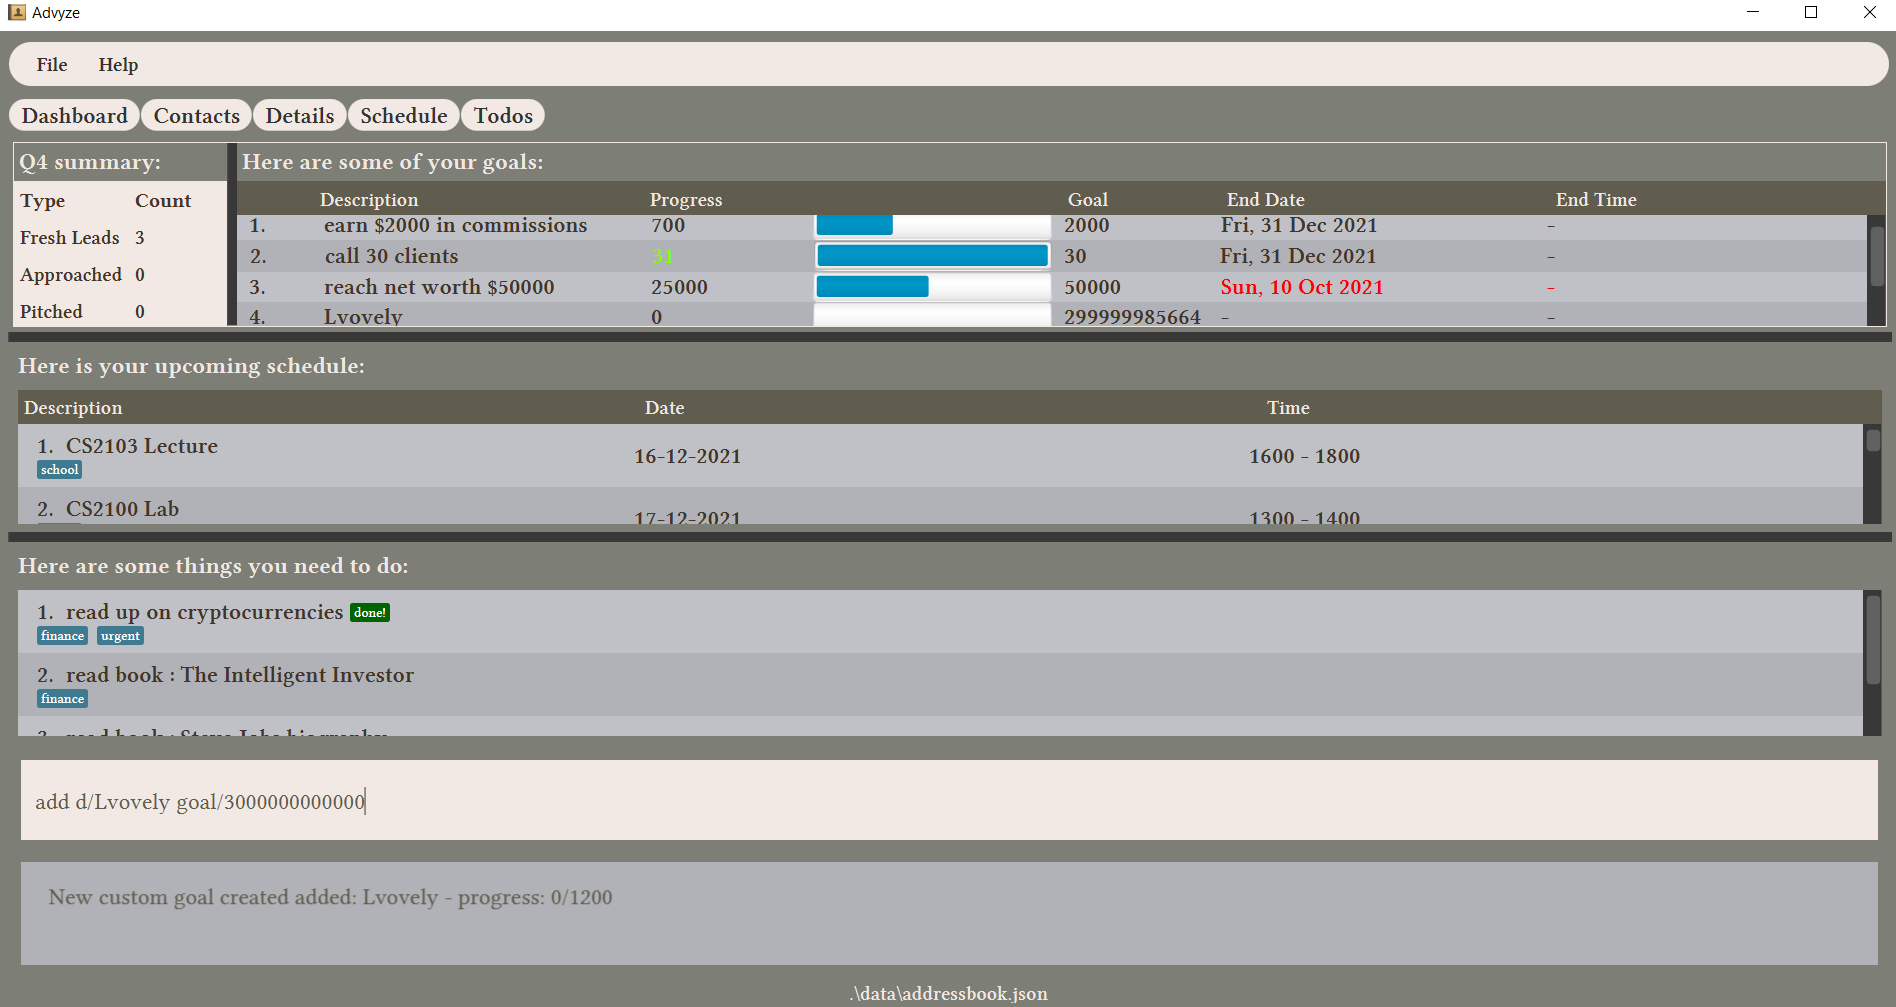 Advyze
File Help
Dashboard Contacts Details Schedule Todos
Q4 summary:
Type Count
Fresh Leads 3
Approached 0
Pitched 0
Here are some of your goals:
Description Progress Goal End Date End Time
1. earn $2000 in commissions 700 2000 Fri, 31 Dec 2021 -
2. call 30 clients 31 30 Fri, 31 Dec 2021 -
3. reach net worth $50000 25000 50000 Sun, 10 Oct 2021 -
4. Lvovely 0 299999985664 - -
Here is your upcoming schedule:
Description Date Time
1. CS2103 Lecture 16-12-2021 1600 - 1800
school
2. CS2100 Lab 17-12-2021 1300 - 1400
Here are some things you need to do:
1. read up on cryptocurrencies done!
finance urgent
2. read book : The Intelligent Investor
finance
3. read book : Steve Jobs biography
add d/Lvovely goal/3000000000000
New custom goal created added: Lvovely - progress: 0/1200
.\data\addressbook.json